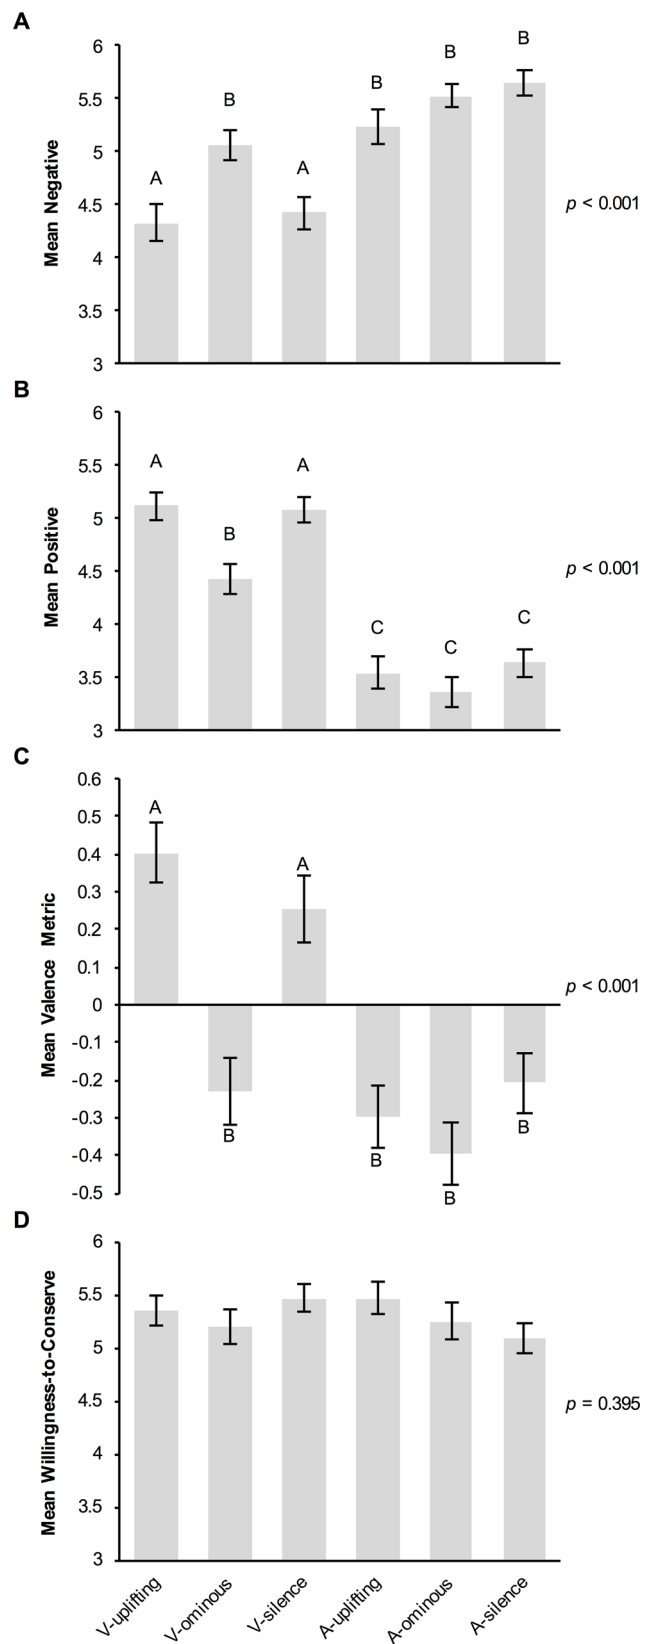 A
6
5.5
5
4.5
4
3.5
3
Mean Negative
A
B
A
B
B
B
p < 0.001
B
6
5.5
5
4.5
4
3.5
3
Mean Positive
A
B
A
C
C
C
p < 0.001
C
0.6
0.5
0.4
0.3
0.2
0.1
0
-0.1
-0.2
-0.3
-0.4
-0.5
Mean Valence Metric
A
B
A
B
B
B
p < 0.001
D
6
5.5
5
4.5
4
3.5
3
Mean Willingness-to-Conserve
p = 0.395
V-uplifting
V-ominous
V-silence
A-uplifting
A-ominous
A-silence